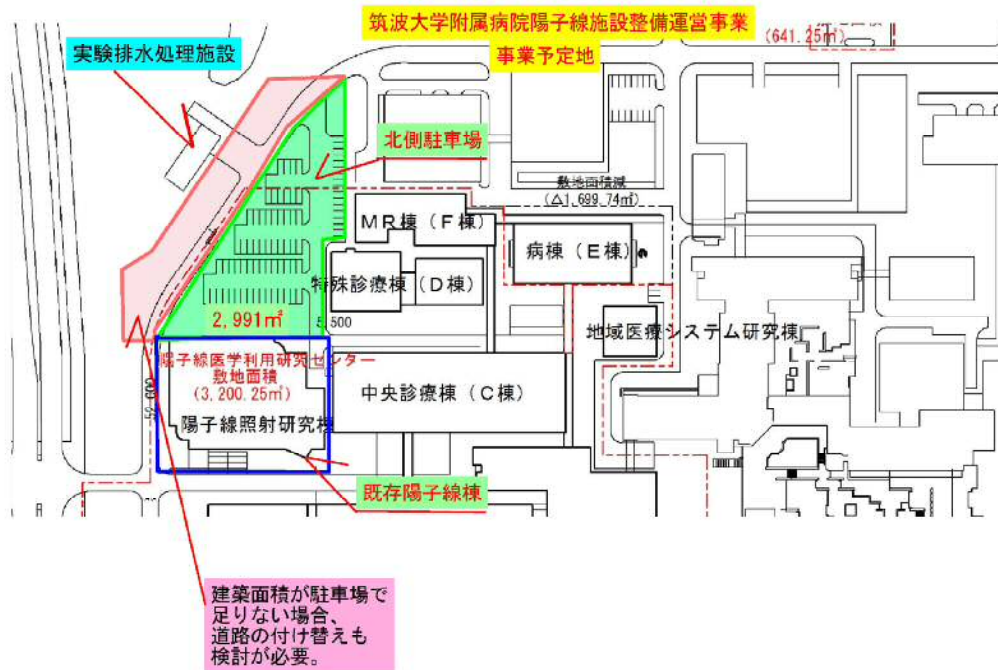 筑波大学附属病院陽子線施設整備運営事業
事業予定地
(641.25㎡)
実験排水処理施設
北側駐車場
敷地面積減
(△1,699.74㎡)
MR棟(F棟)
病棟(E棟)
特殊診療棟(D棟)
2,991㎡
5,500
地域医療システム研究棟
陽子線医学利用研究センター
敷地面積
(3,200.25㎡)
中央診療棟(C棟)
陽子線照射研究棟
既存陽子線棟
建築面積が駐車場で
足りない場合、
道路の付け替えも
検討が必要。